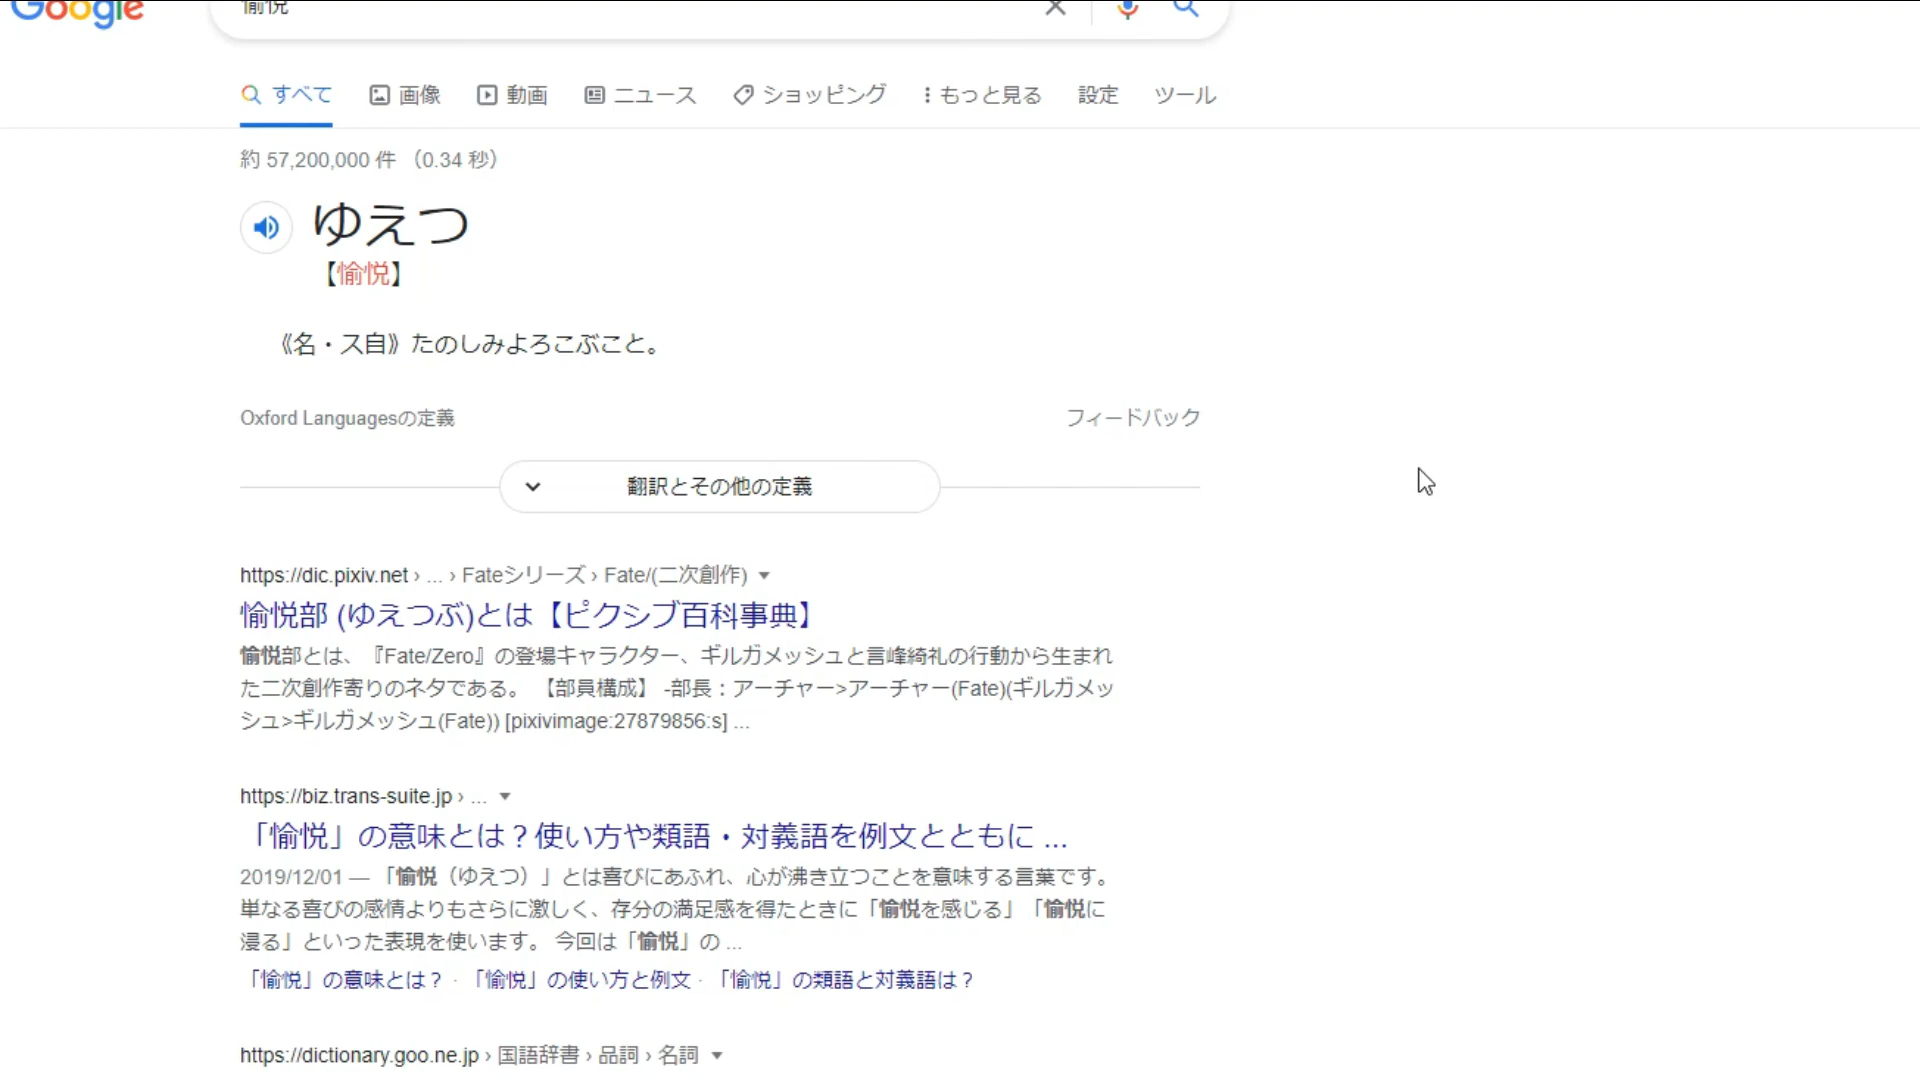 Google
愉悦
すべて 画像 動画 ニュース ショッピング もっと見る 設定 ツール
約 57,200,000 件 （0.34 秒）
ゆえつ
【愉悦】
《名・ス自》たのしみよろこぶこと。
Oxford Languagesの定義 フィードバック
翻訳とその他の定義
https://dic.pixiv.net › ... › Fateシリーズ › Fate/(二次創作)
愉悦部 (ゆえつぶ)とは【ピクシブ百科事典】
愉悦部とは、『Fate/Zero』の登場キャラクター、ギルガメッシュと言峰綺礼の行動から生まれ
た二次創作寄りのネタである。 【部員構成】 -部長：アーチャー>アーチャー(Fate)(ギルガメッ
シュ>ギルガメッシュ(Fate)) [pixivimage:27879856:s] ...
https://biz.trans-suite.jp › ...
「愉悦」の意味とは？使い方や類語・対義語を例文とともに ...
2019/12/01 — 「愉悦（ゆえつ）」とは喜びにあふれ、心が沸き立つことを意味する言葉です。
単なる喜びの感情よりもさらに激しく、存分の満足感を得たときに「愉悦を感じる」「愉悦に
浸る」といった表現を使います。 今回は「愉悦」の ...
「愉悦」の意味とは？ · 「愉悦」の使い方と例文 · 「愉悦」の類語と対義語は？
https://dictionary.goo.ne.jp › 国語辞書 › 品詞 › 名詞